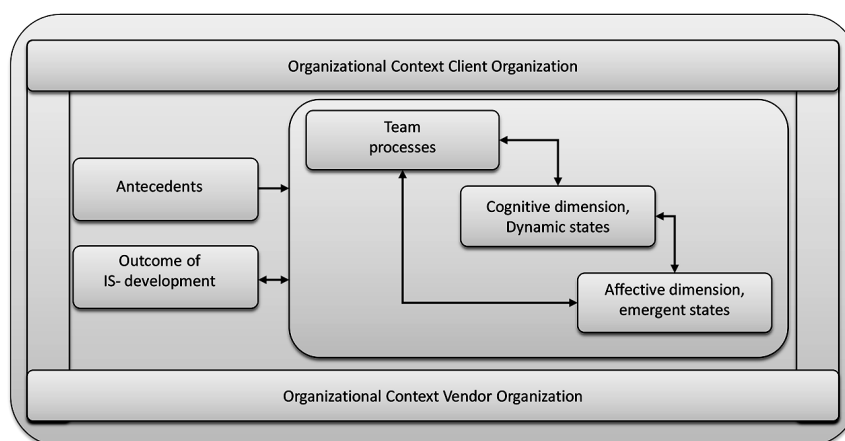 Organizational Context Client Organization
Team
processes
Antecedents
Cognitive dimension,
Dynamic states
Outcome of
IS- development
Affective dimension,
emergent states
Organizational Context Vendor Organization